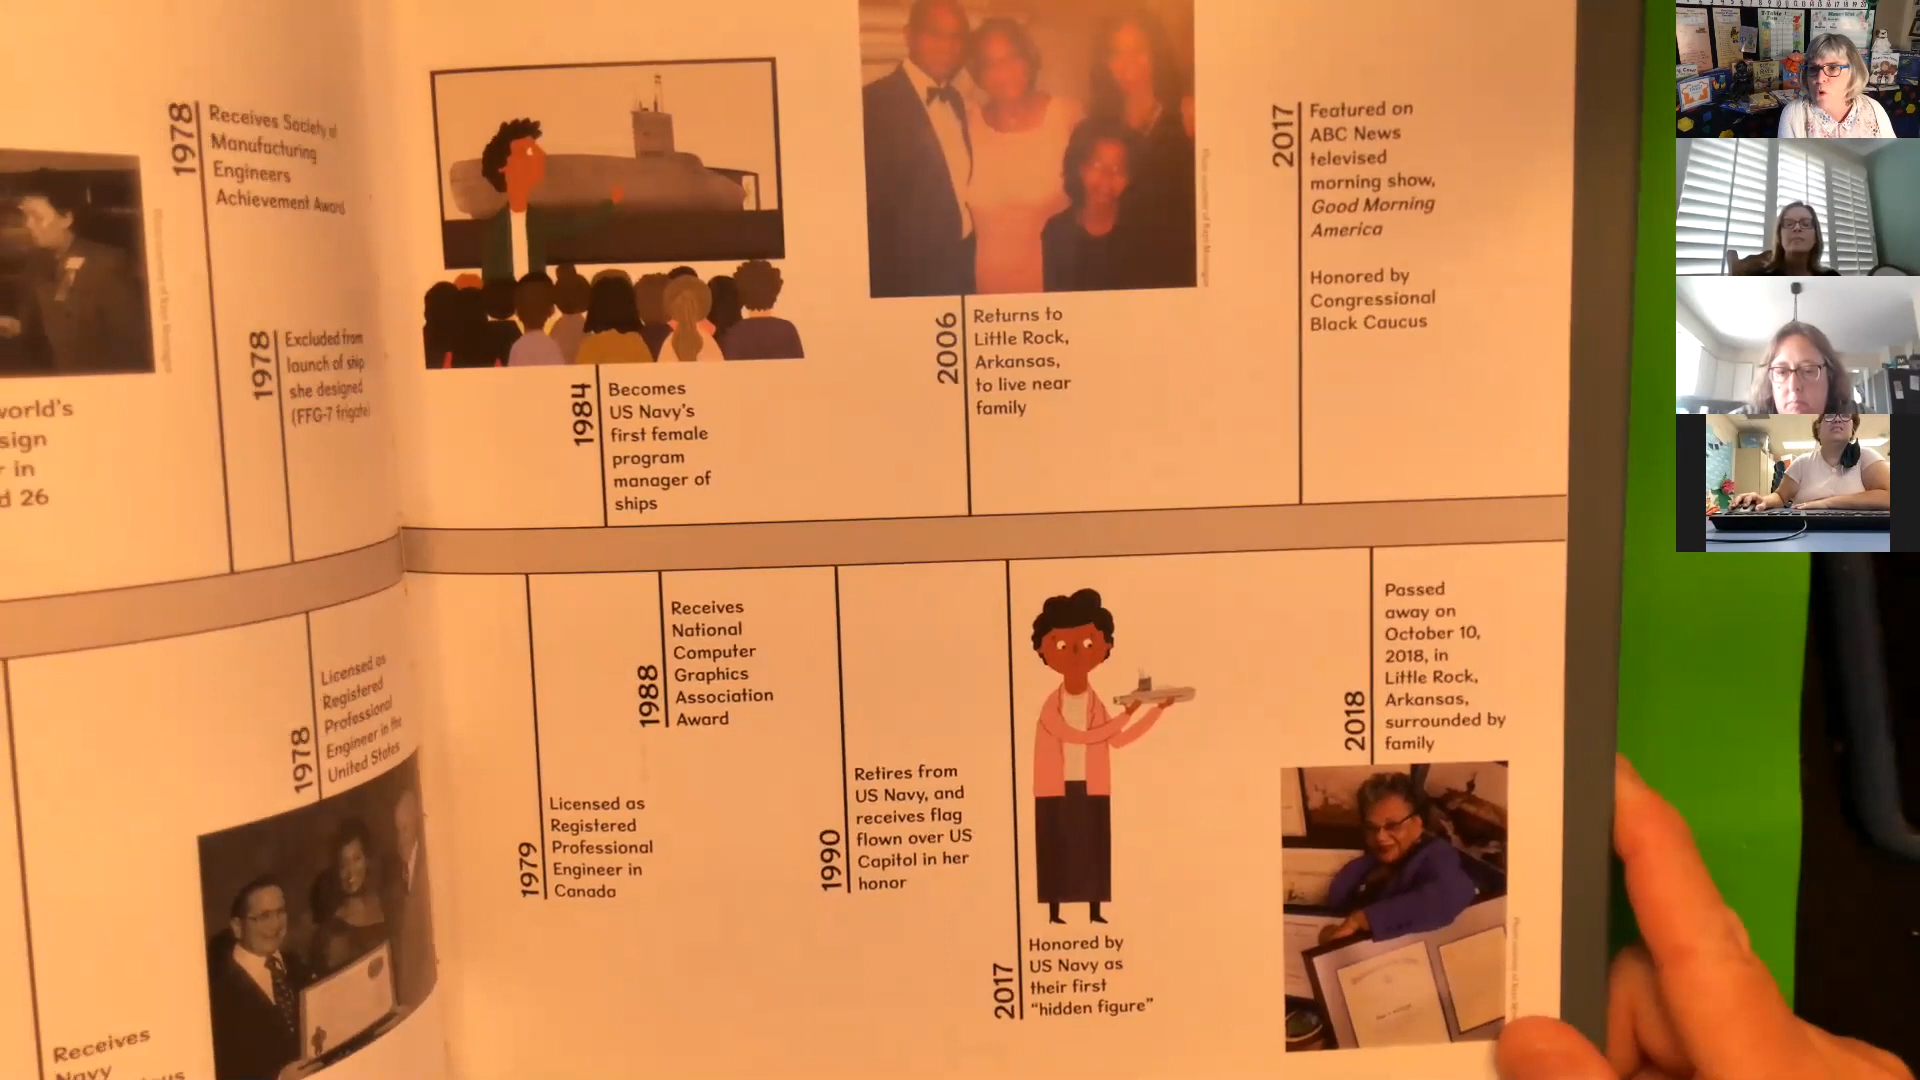 1978
Receives Society of
Manufacturing
Engineers
Achievement Award
1978
Excluded from
launch of ship
she designed
(FFG-7 frigate)
world's
sign
r in
d 26
1984
Becomes
US Navy's
first female
program
manager of
ships
2006
Returns to
Little Rock,
Arkansas,
to live near
family
2017
Featured on
ABC News
televised
morning show,
Good Morning
America
Honored by
Congressional
Black Caucus
Receives
Navy
1978
Licensed as
Registered
Professional
Engineer in the
United States
1979
Licensed as
Registered
Professional
Engineer in
Canada
1988
Receives
National
Computer
Graphics
Association
Award
1990
Retires from
US Navy, and
receives flag
flown over US
Capitol in her
honor
2017
Honored by
US Navy as
their first
"hidden figure"
2018
Passed
away on
October 10,
2018, in
Little Rock,
Arkansas,
surrounded by
family